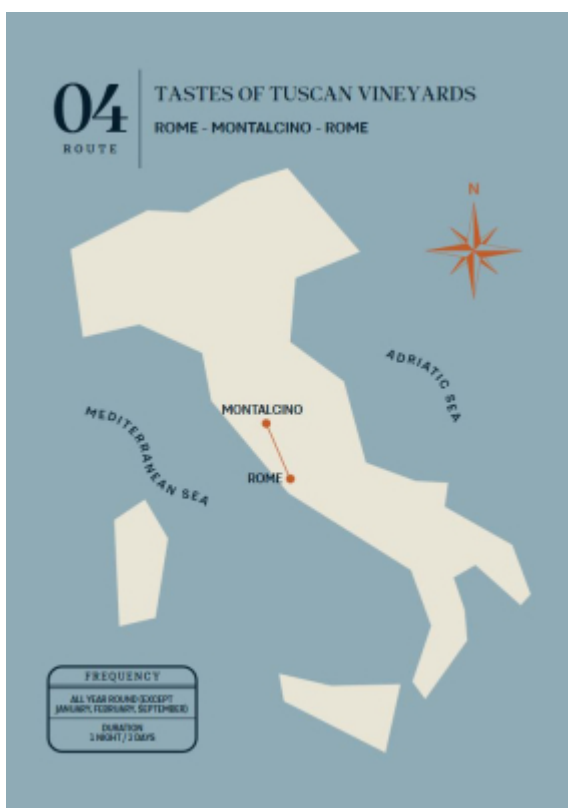 04
ROUTE
TASTES OF TUSCAN VINEYARDS
ROME - MONTALCINO - ROME
N
ADRIATIC SEA
MEDITERRANEAN SEA
MONTALCINO
ROME
FREQUENCY
ALL YEAR ROUND (EXCEPT
JANUARY, FEBRUARY, SEPTEMBER)
DURATION
1 NIGHT / 2 DAYS